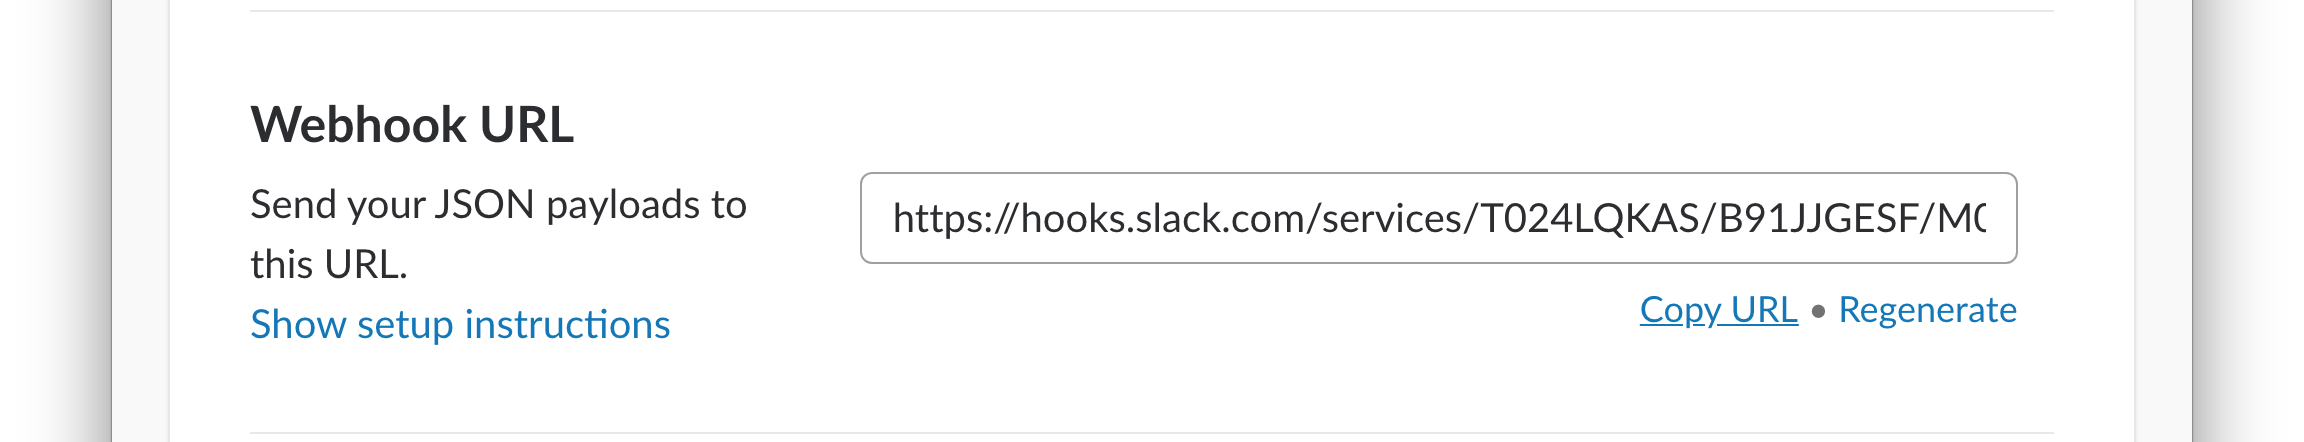 Webhook URL
Send your JSON payloads to
this URL.
Show setup instructions
https://hooks.slack.com/services/T024LQKAS/B91JJGESF/M
Copy URL • Regenerate